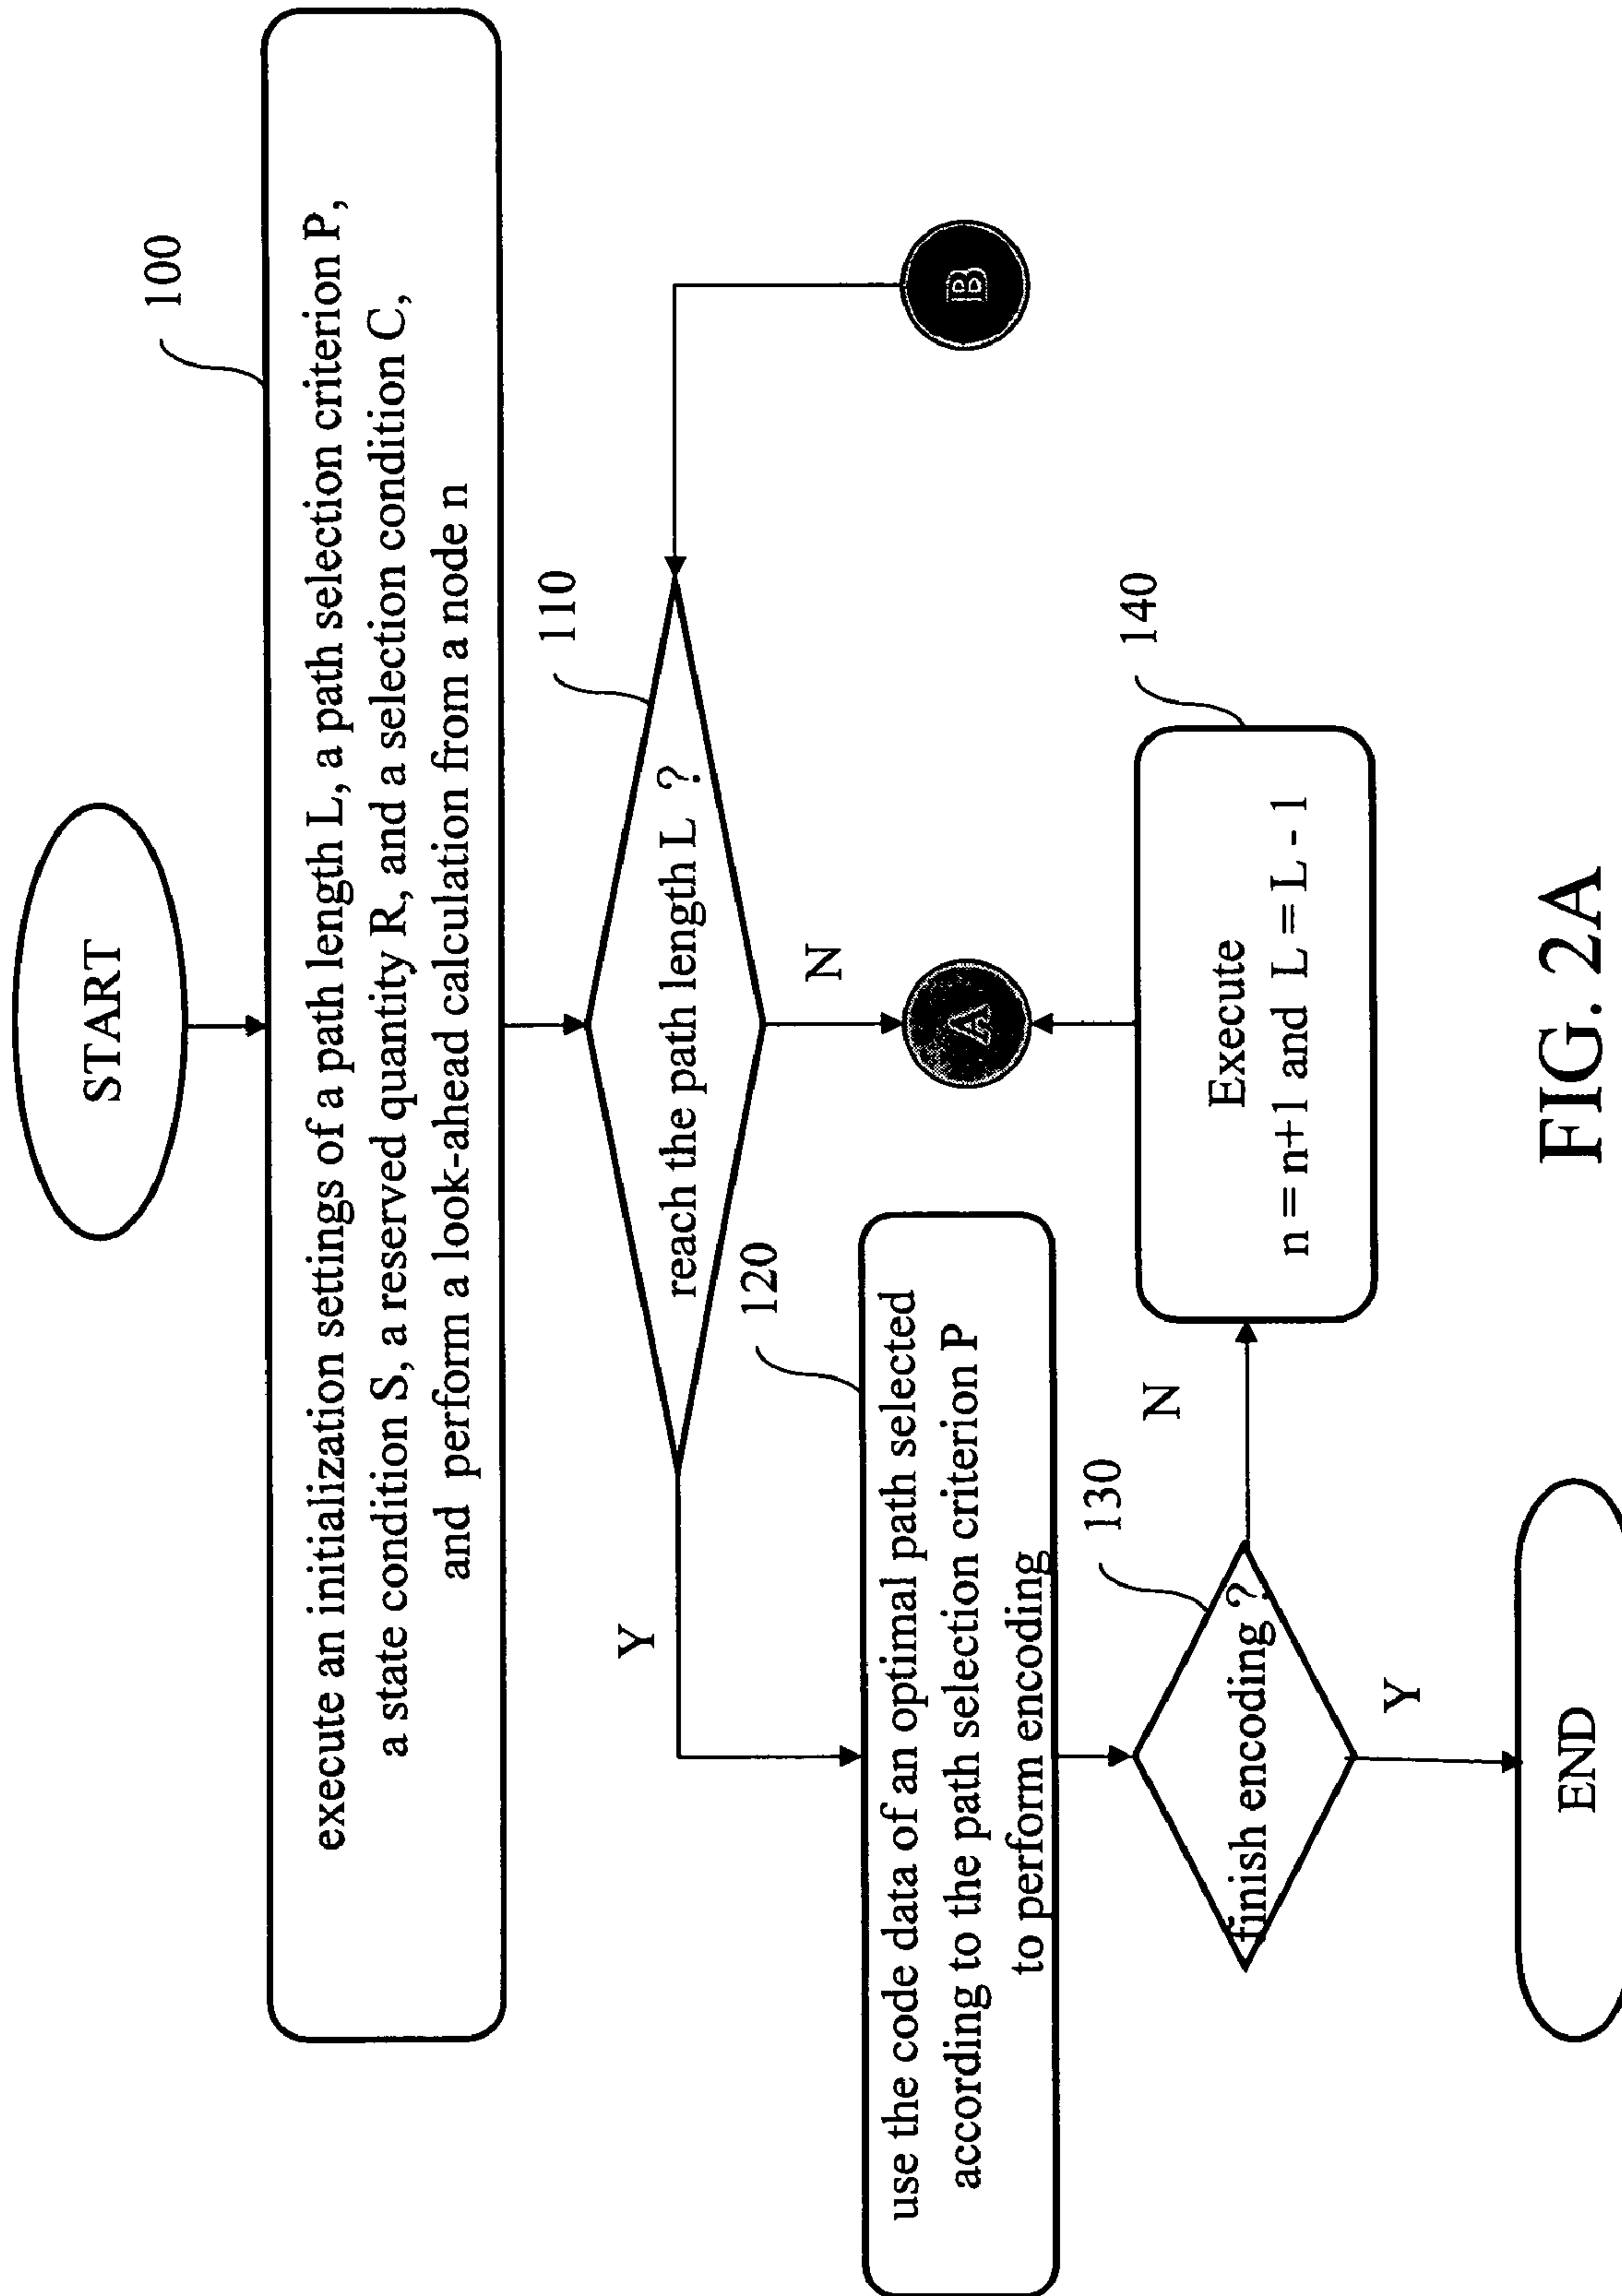 START
100
execute an initialization settings of a path length L, a path selection criterion P,
a state condition S, a reserved quantity R, and a selection condition C,
and perform a look-ahead calculation from a node n
110
reach the path length L ?
B
Y
N
A
120
use the code data of an optimal path selected
according to the path selection criterion P
to perform encoding
130
finish encoding ?
N
140
Execute
n = n+1 and L = L - 1
Y
END
FIG. 2A